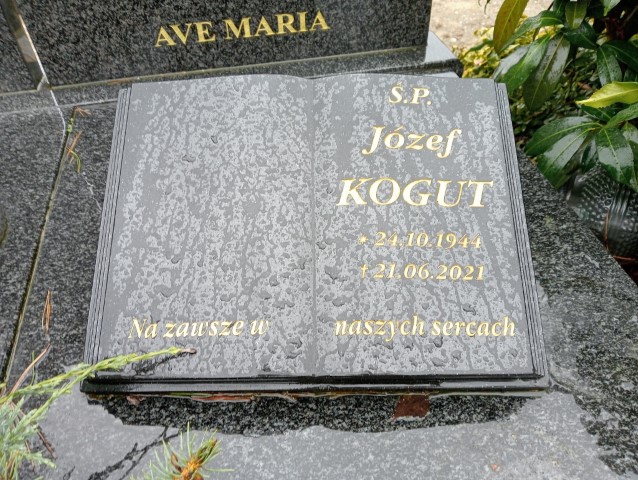 AVE MARIA
Ś.P.
Józef
KOGUT
* 24.10.1944
† 21.06.2021
Na zawsze w naszych sercach